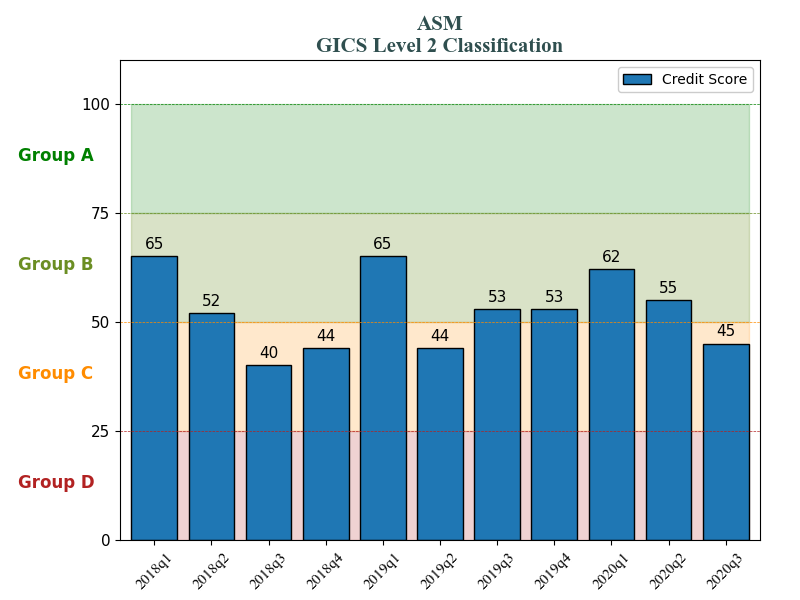 ASM
GICS Level 2 Classification
Credit Score
100
Group A
75
65
65
62
Group B
52
53
53
55
50
40
44
44
45
Group C
25
Group D
0
2018q1
2018q2
2018q3
2018q4
2019q1
2019q2
2019q3
2019q4
2020q1
2020q2
2020q3